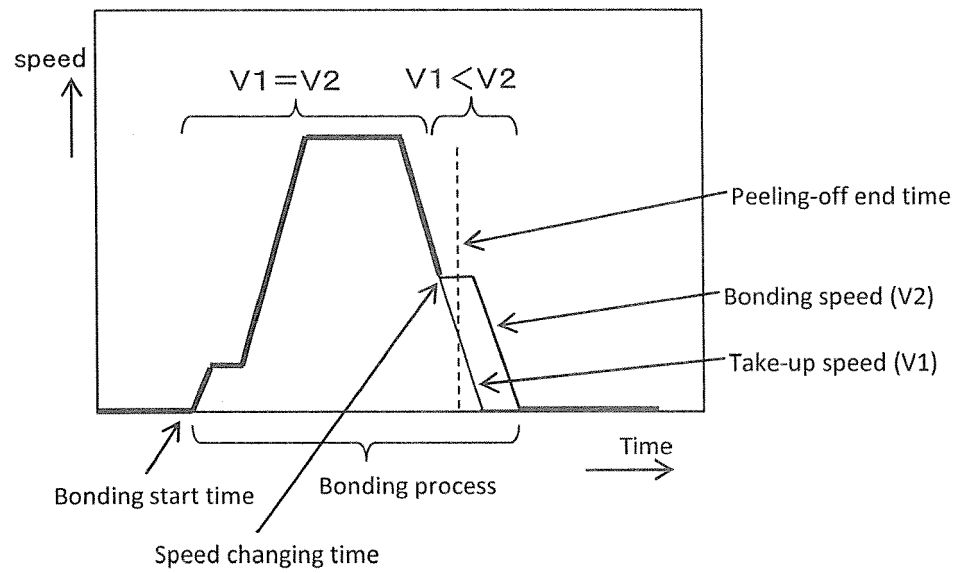 speed
V1=V2
V1<V2
Peeling-off end time
Bonding speed (V2)
Take-up speed (V1)
Time
Bonding process
Bonding start time
Speed changing time